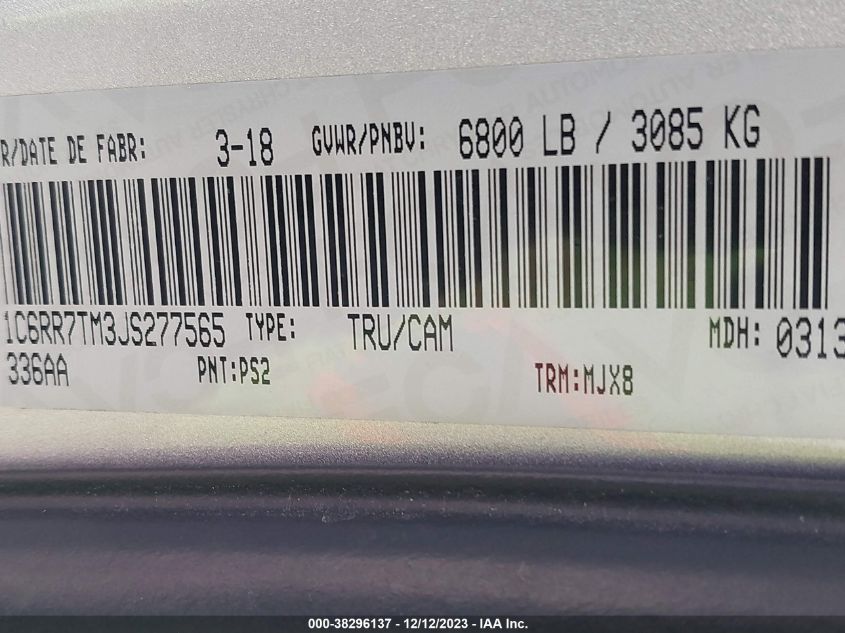 R/DATE DE FABR: 3-18 GVWR/PNBV: 6800 LB / 3085 KG
1C6RR7TM3JS277565 TYPE: TRU/CAM MDH: 0313
336AA PNT:PS2 TRM:MJX8
000-38296137 - 12/12/2023 - IAA Inc.